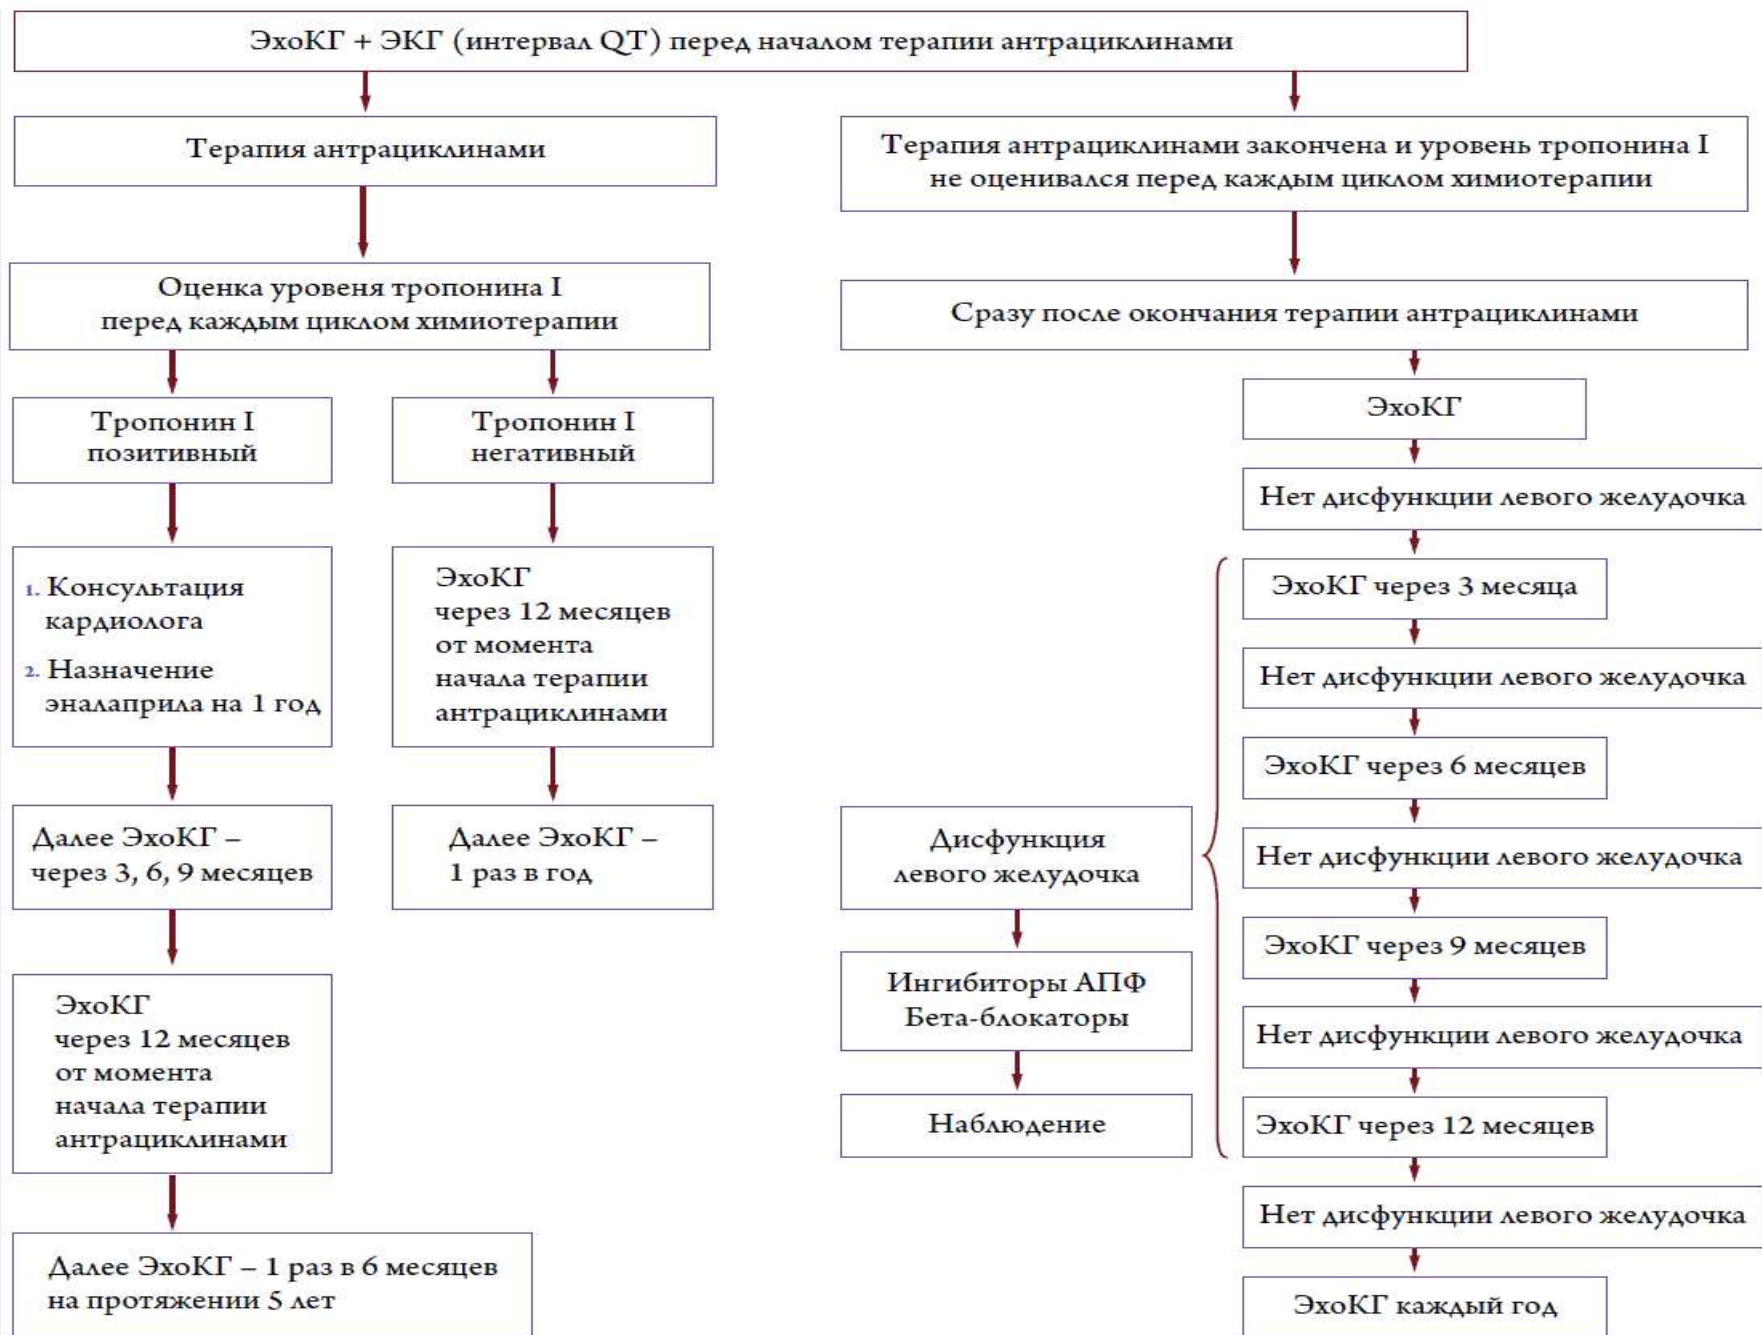 ЭхоКГ + ЭКГ (интервал QT) перед началом терапии антрациклинами
Терапия антрациклинами
Оценка уровеня тропонина I
перед каждым циклом химиотерапии
Тропонин I
позитивный
1. Консультация
кардиолога
2. Назначение
эналаприла на 1 год
Далее ЭхоКГ –
через 3, 6, 9 месяцев
ЭхоКГ
через 12 месяцев
от момента
начала терапии
антрациклинами
Далее ЭхоКГ – 1 раз в 6 месяцев
на протяжении 5 лет
Тропонин I
негативный
ЭхоКГ
через 12 месяцев
от момента
начала терапии
антрациклинами
Далее ЭхоКГ –
1 раз в год
Терапия антрациклинами закончена и уровень тропонина I
не оценивался перед каждым циклом химиотерапии
Сразу после окончания терапии антрациклинами
ЭхоКГ
Нет дисфункции левого желудочка
ЭхоКГ через 3 месяца
Нет дисфункции левого желудочка
ЭхоКГ через 6 месяцев
Нет дисфункции левого желудочка
ЭхоКГ через 9 месяцев
Нет дисфункции левого желудочка
ЭхоКГ через 12 месяцев
Нет дисфункции левого желудочка
ЭхоКГ каждый год
Дисфункция
левого желудочка
Ингибиторы АПФ
Бета-блокаторы
Наблюдение